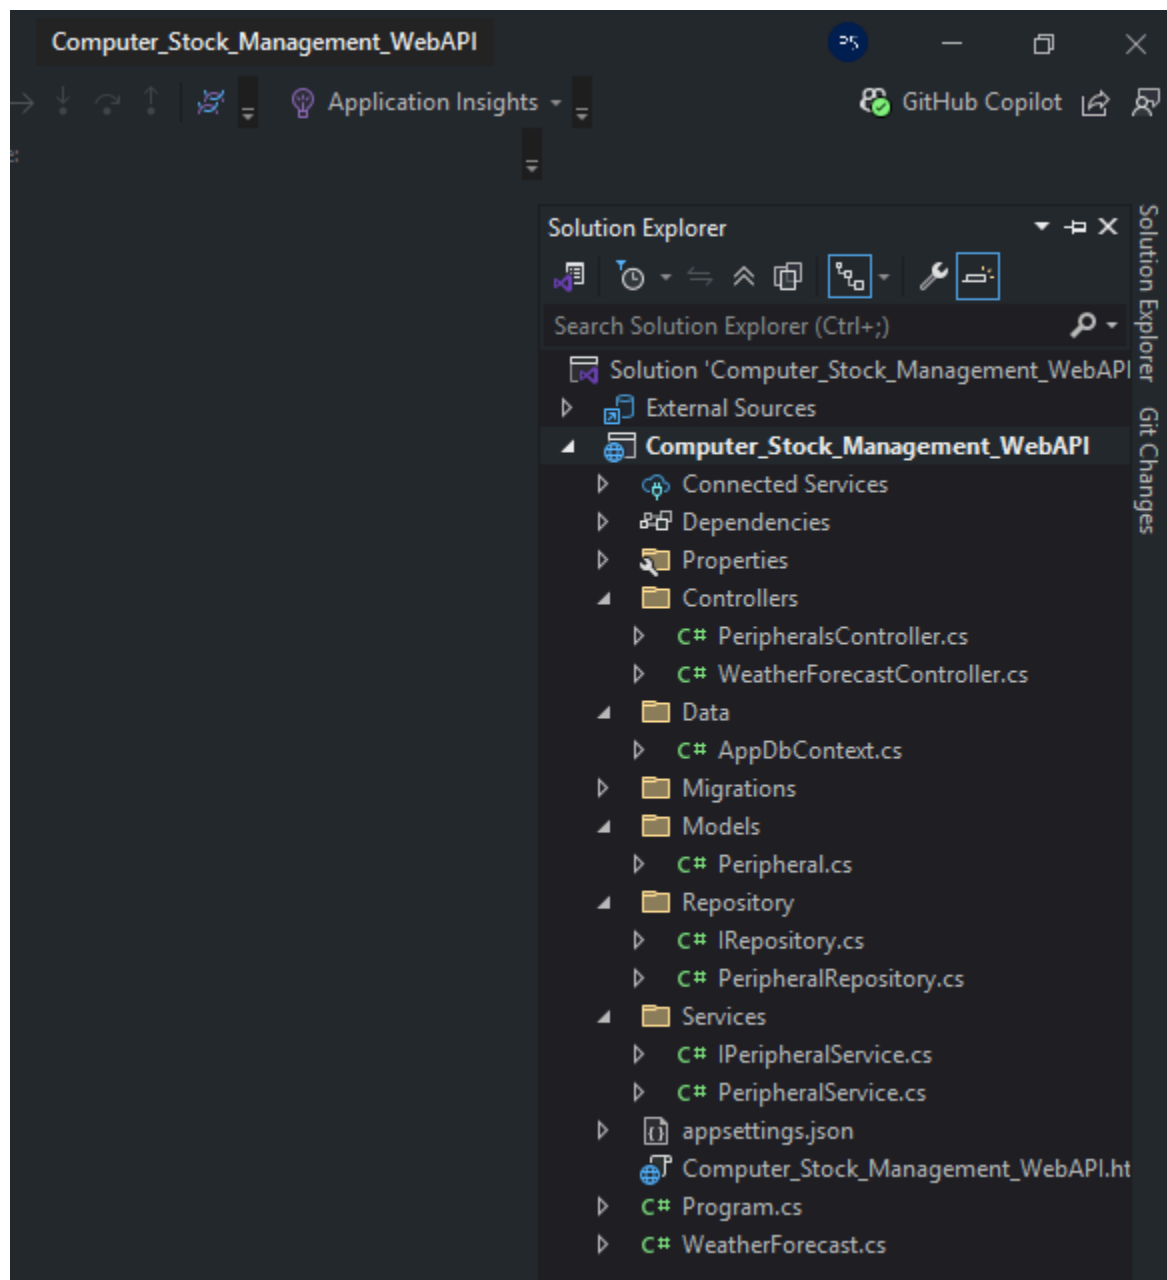 Computer_Stock_Management_WebAPI
Application Insights
GitHub Copilot
Solution Explorer
Search Solution Explorer (Ctrl+;)
Solution 'Computer_Stock_Management_WebAPI
External Sources
Computer_Stock_Management_WebAPI
Connected Services
Dependencies
Properties
Controllers
C# PeripheralsController.cs
C# WeatherForecastController.cs
Data
C# AppDbContext.cs
Migrations
Models
C# Peripheral.cs
Repository
C# IRepository.cs
C# PeripheralRepository.cs
Services
C# IPeripheralService.cs
C# PeripheralService.cs
appsettings.json
Computer_Stock_Management_WebAPI.ht
C# Program.cs
C# WeatherForecast.cs
Solution Explorer
Git Changes